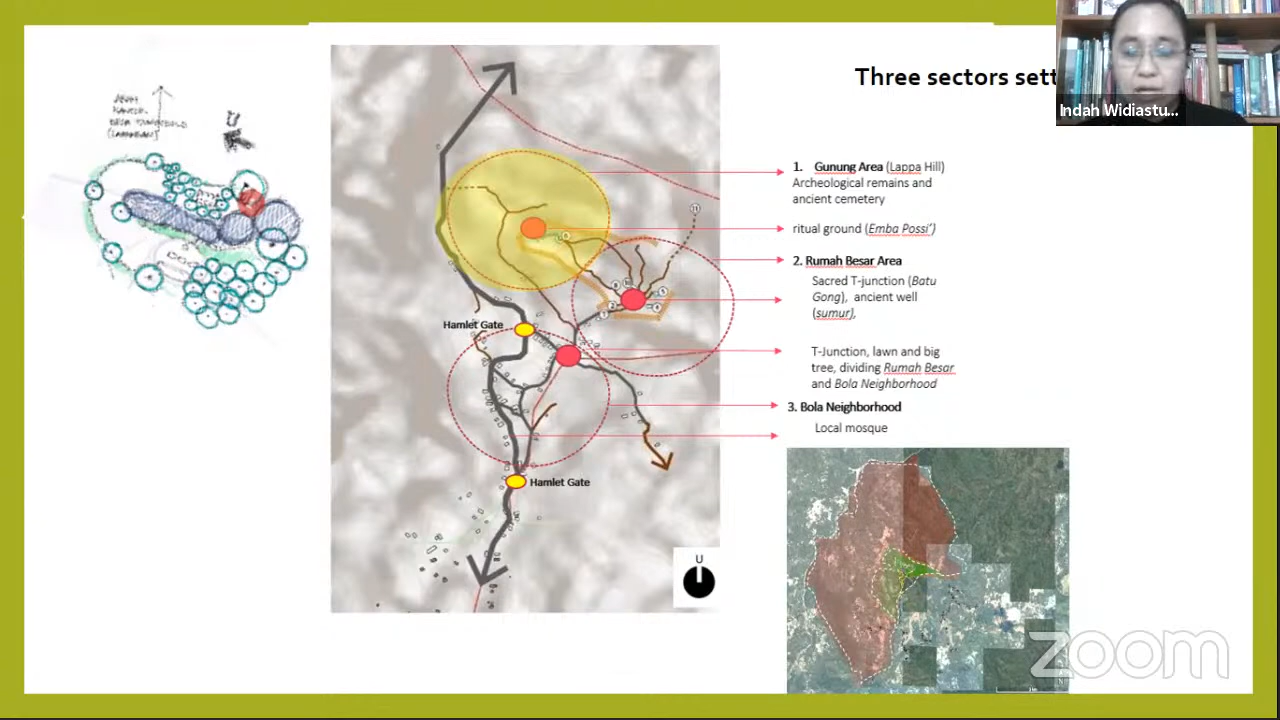 Three sectors sett
Indah Widiastu...
1. Gunung Area (Lappa Hill)
Archeological remains and
ancient cemetery
ritual ground (Emba Possi’)
2. Rumah Besar Area
Sacred T-junction (Batu
Gong), ancient well
(sumur),
T-Junction, lawn and big
tree, dividing Rumah Besar
and Bola Neighborhood
3. Bola Neighborhood
Local mosque
Hamlet Gate
Hamlet Gate
11
U
zoom